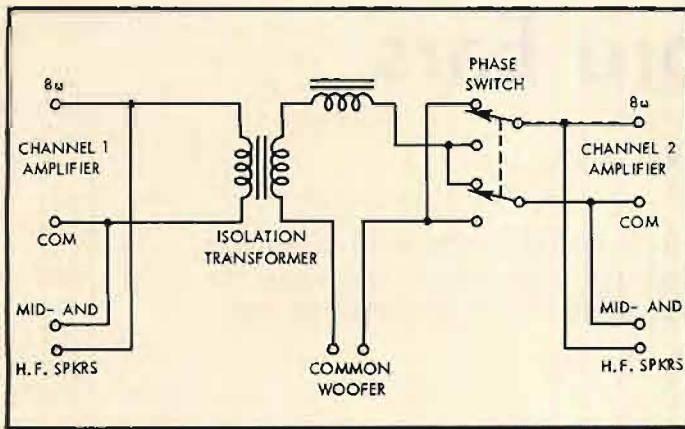 8ω
CHANNEL 1
AMPLIFIER
COM
MID- AND
H.F. SPKRS
ISOLATION
TRANSFORMER
COMMON
WOOFER
PHASE
SWITCH
8ω
CHANNEL 2
AMPLIFIER
COM
MID- AND
H.F. SPKRS